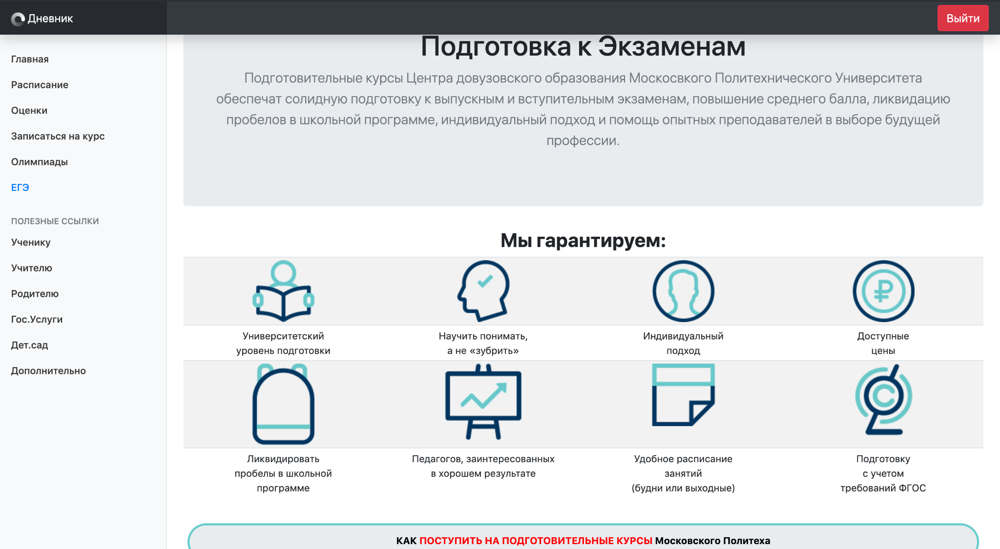 Дневник
Выйти
Главная
Расписание
Оценки
Записаться на курс
Олимпиады
ЕГЭ
ПОЛЕЗНЫЕ ССЫЛКИ
Ученику
Учителю
Родителю
Гос.Услуги
Дет.сад
Дополнительно
Подготовка к Экзаменам
Подготовительные курсы Центра довузовского образования Москосвкого Политехнического Университета
обеспечат солидную подготовку к выпускным и вступительным экзаменам, повышение среднего балла, ликвидацию
пробелов в школьной программе, индивидуальный подход и помощь опытных преподавателей в выборе будущей
профессии.
Мы гарантируем:
Университетский
уровень подготовки
Научить понимать,
а не «зубрить»
Индивидуальный
подход
Доступные
цены
Ликвидировать
пробелы в школьной
программе
Педагогов, заинтересованных
в хорошем результате
Удобное расписание
занятий
(будни или выходные)
Подготовку
с учетом
требований ФГОС
КАК ПОСТУПИТЬ НА ПОДГОТОВИТЕЛЬНЫЕ КУРСЫ Московского Политеха